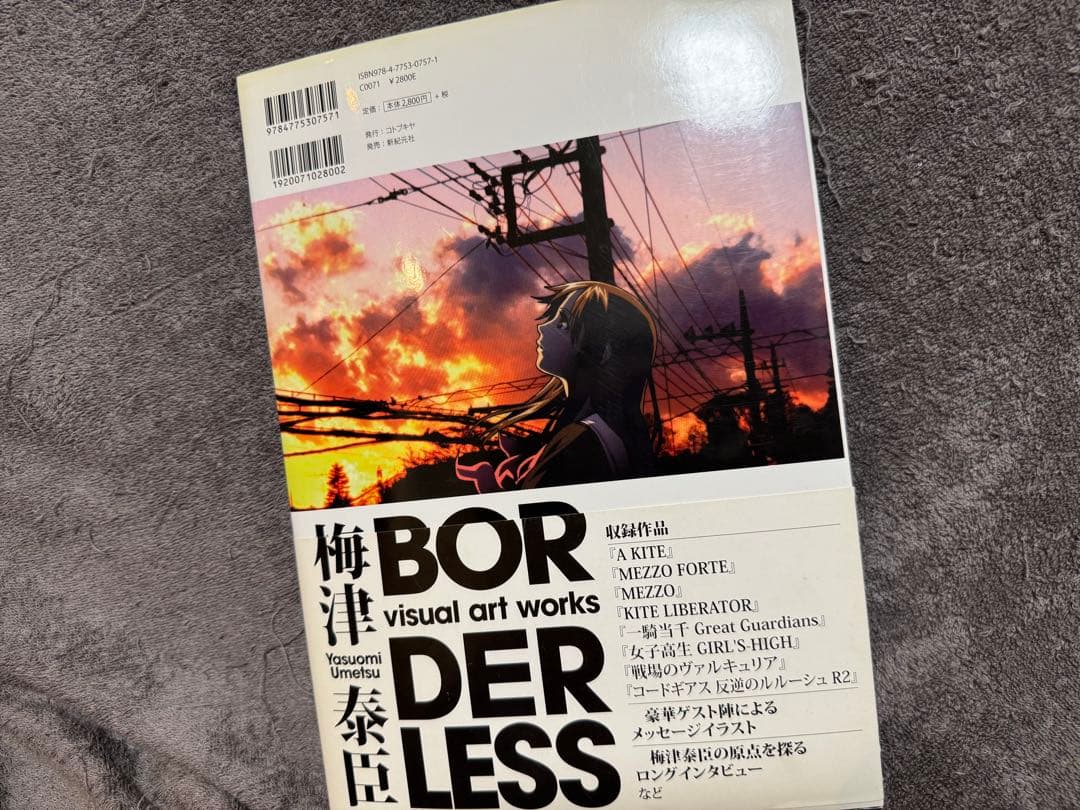 ISBN978-4-7753-0757-1
C0071 ¥2800E
定価：本体2,800円＋税
発行：コトブキヤ
発売：新紀元社
9784775307571
1920071028002
梅津泰臣
Yasuomi
Umetsu
BOR
visual art works
DER
LESS
収録作品
『A KITE』
『MEZZO FORTE』
『MEZZO』
『KITE LIBERATOR』
『一騎当千 Great Guardians』
『女子高生 GIRL'S-HIGH』
『戦場のヴァルキュリア』
『コードギアス 反逆のルルーシュ R2』
豪華ゲスト陣による
メッセージイラスト
梅津泰臣の原点を探る
ロングインタビュー
など